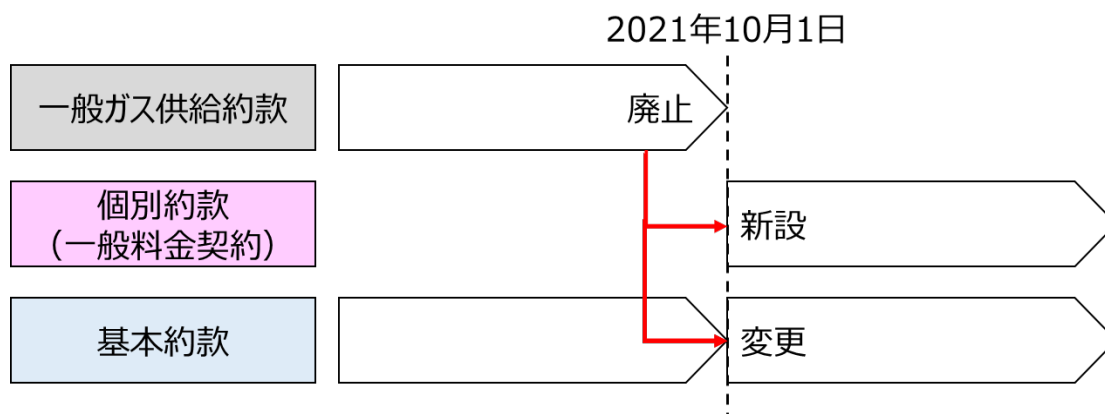 2021年10月1日
一般ガス供給約款
廃止
個別約款
（一般料金契約）
新設
基本約款
変更